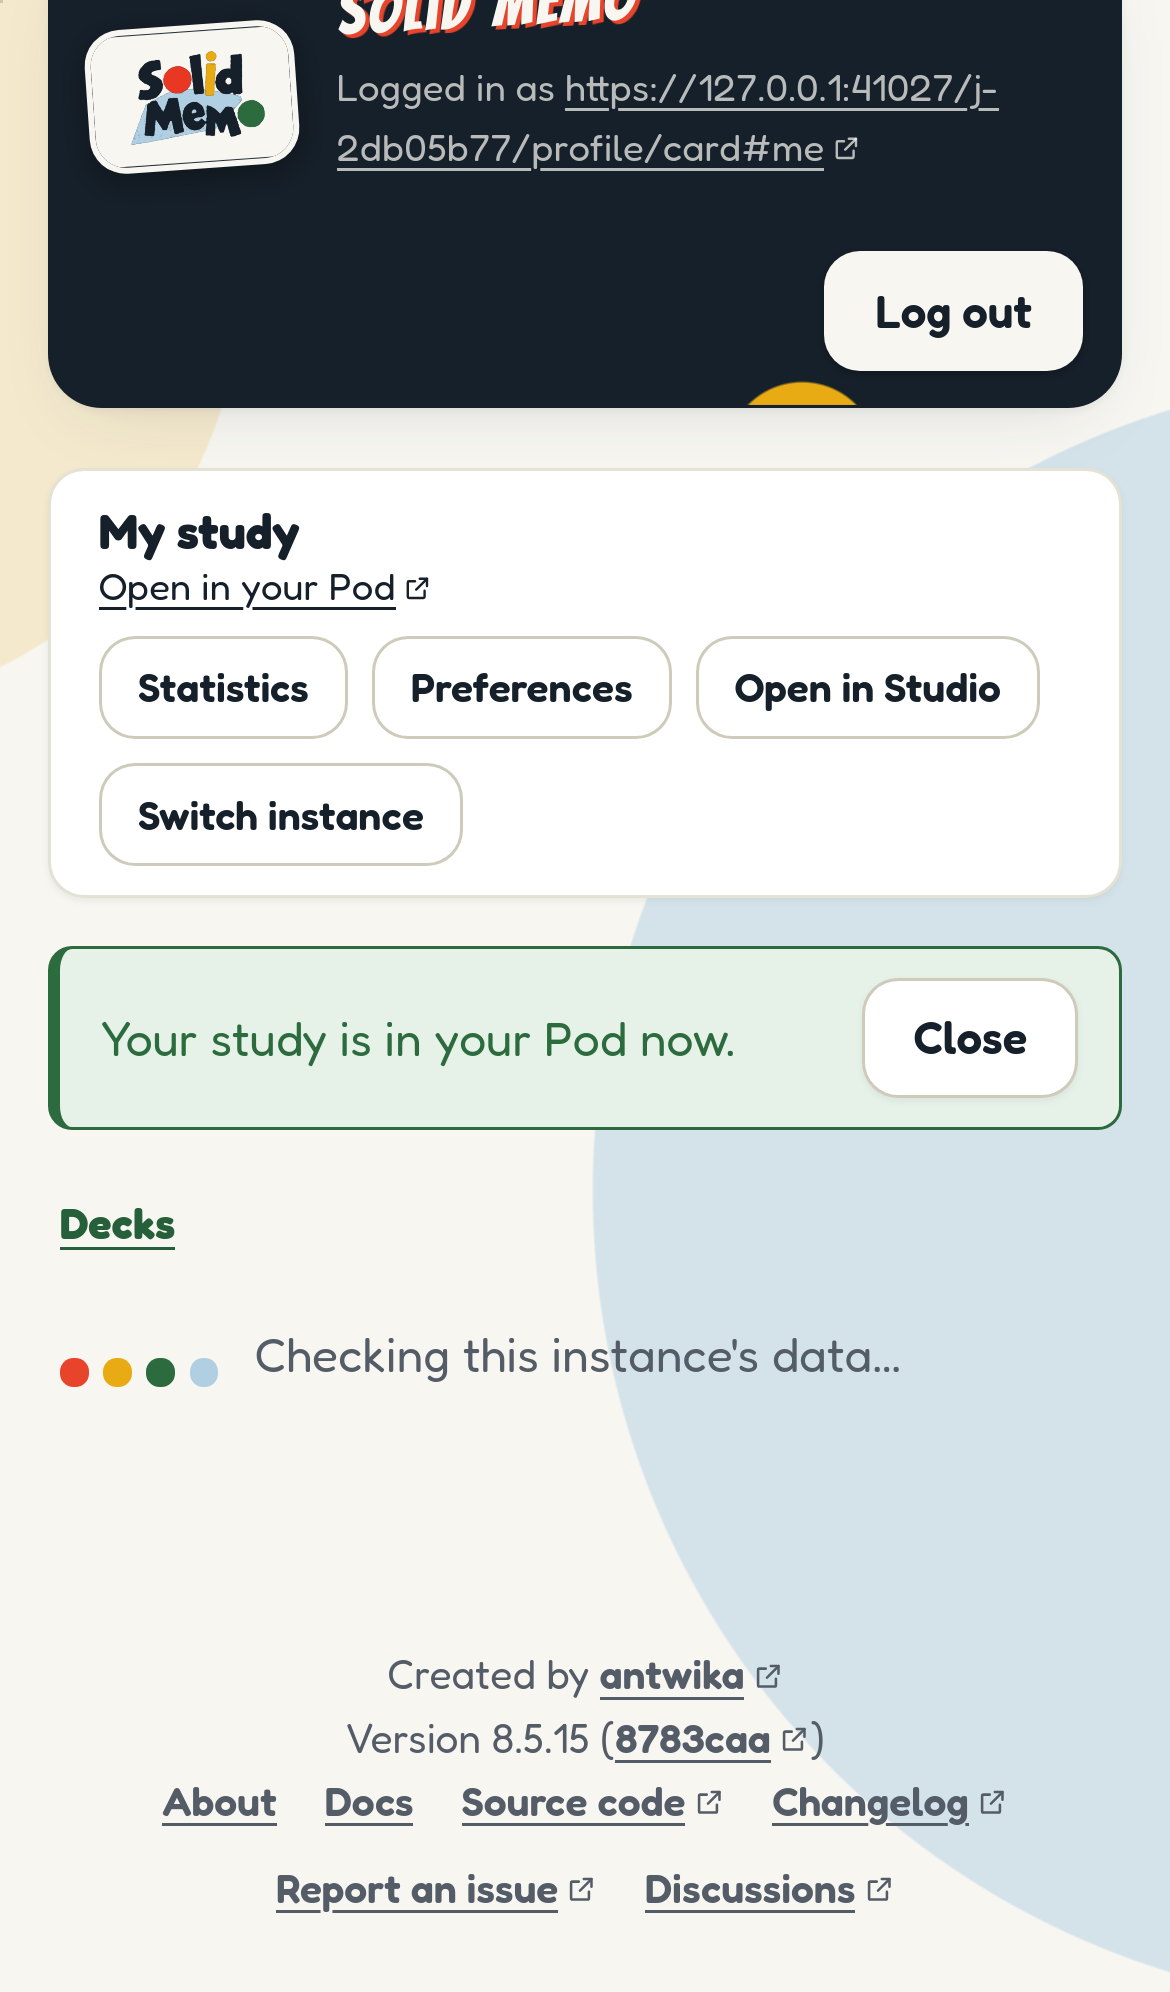 SOLID MEMO
Solid
Memo
Logged in as https://127.0.0.1:41027/j-
2db05b77/profile/card#me
Log out
My study
Open in your Pod
Statistics Preferences Open in Studio
Switch instance
Your study is in your Pod now. Close
Decks
Checking this instance's data...
Created by antwika
Version 8.5.15 (8783caa)
About Docs Source code Changelog
Report an issue Discussions